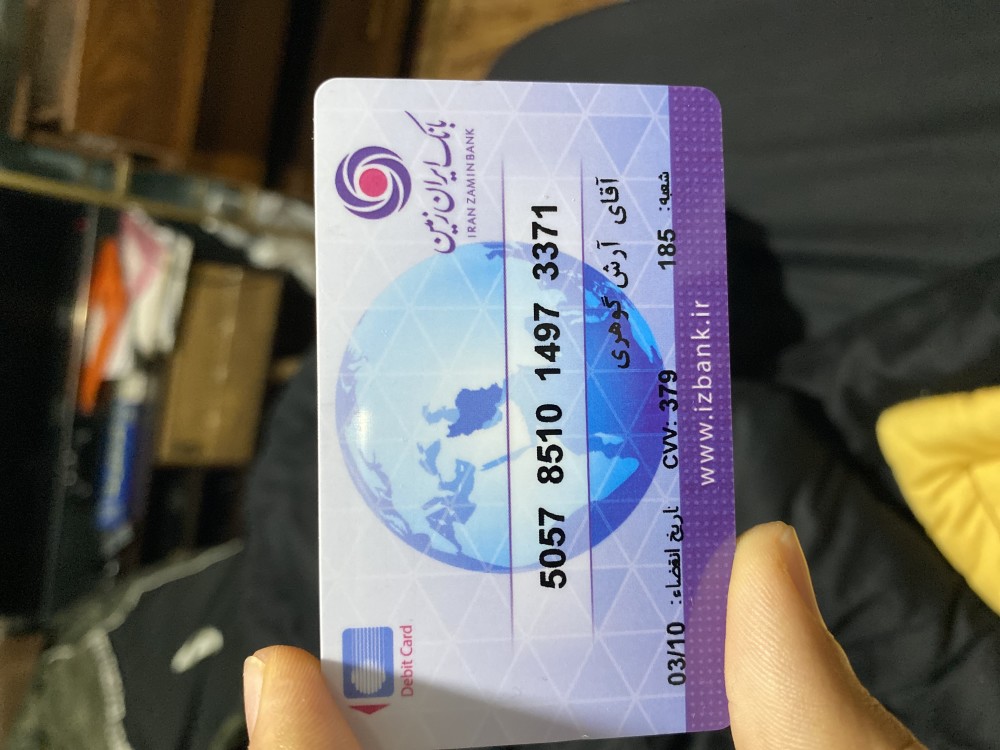 بانک ایران زمین
IRAN ZAMIN BANK
5057 8510 1497 3371
آقای آرش گوهری
شعبه: 185
CVV: 379
تاریخ انقضاء: 03/10
www.izbank.ir
Debit Card